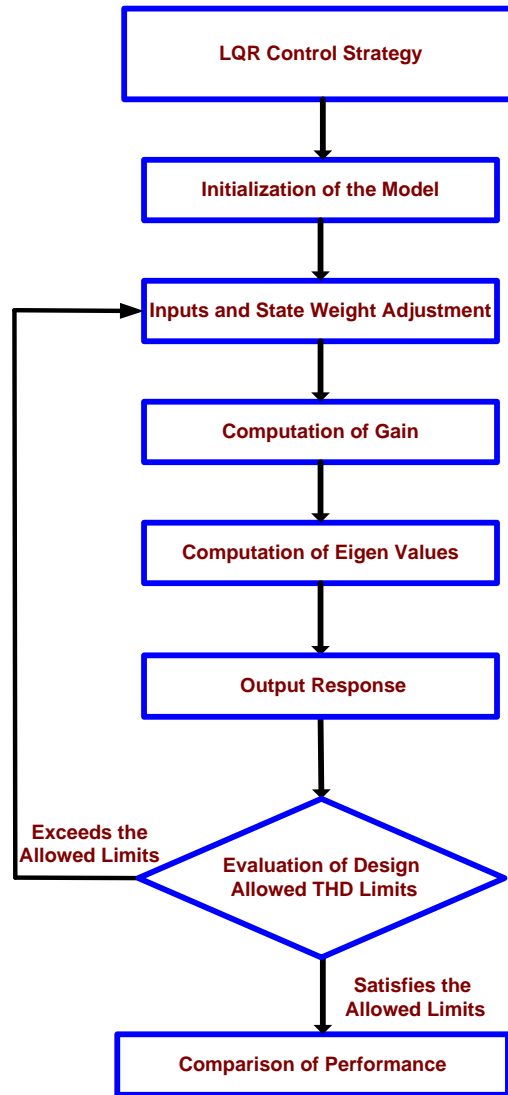 LQR Control Strategy
Initialization of the Model
Inputs and State Weight Adjustment
Computation of Gain
Computation of Eigen Values
Output Response
Exceeds the
Allowed Limits
Evaluation of Design
Allowed THD Limits
Satisfies the
Allowed Limits
Comparison of Performance